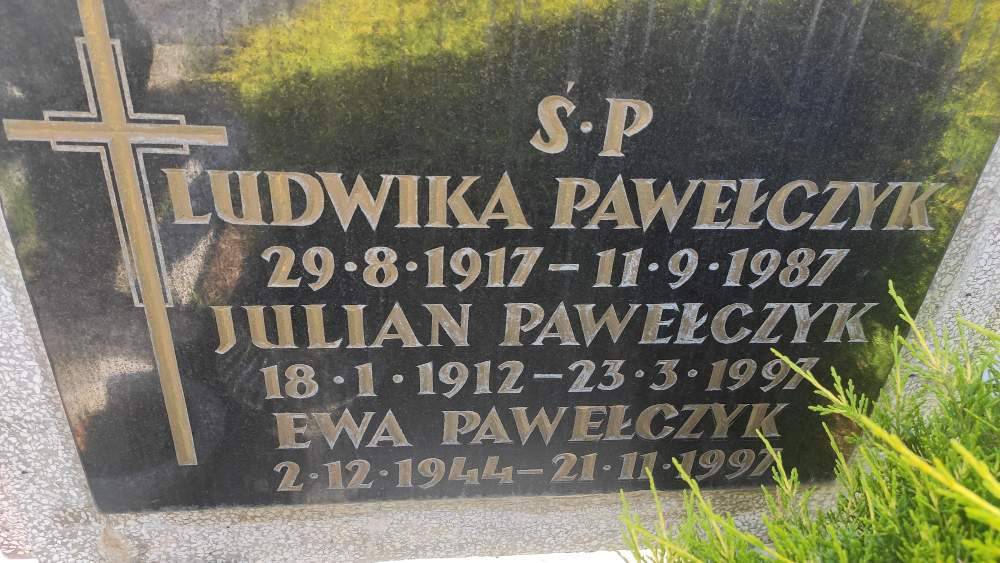 Ś·P
LUDWIKA PAWEŁCZYK
29·8·1917–11·9·1987
JULIAN PAWEŁCZYK
18·1·1912–23·3·1997
EWA PAWEŁCZYK
2·12·1944–21·11·1997